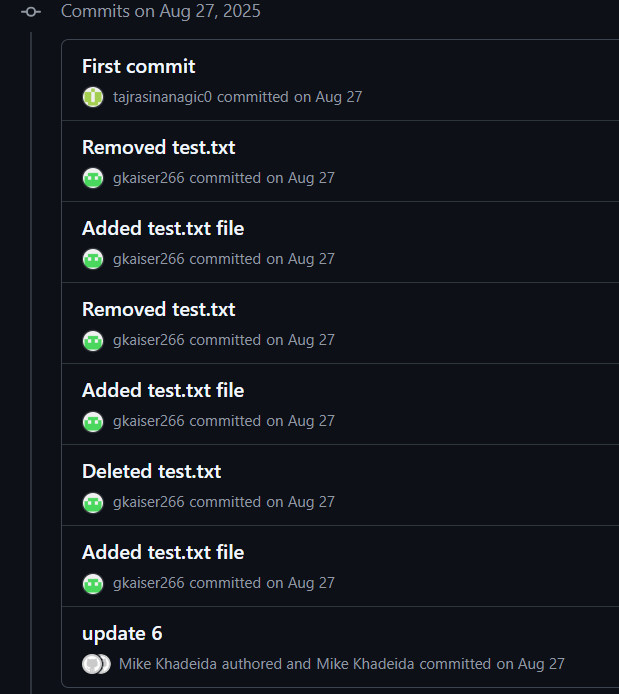 Commits on Aug 27, 2025
First commit
tajrasinanagic0 committed on Aug 27
Removed test.txt
gkaiser266 committed on Aug 27
Added test.txt file
gkaiser266 committed on Aug 27
Removed test.txt
gkaiser266 committed on Aug 27
Added test.txt file
gkaiser266 committed on Aug 27
Deleted test.txt
gkaiser266 committed on Aug 27
Added test.txt file
gkaiser266 committed on Aug 27
update 6
Mike Khadeida authored and Mike Khadeida committed on Aug 27